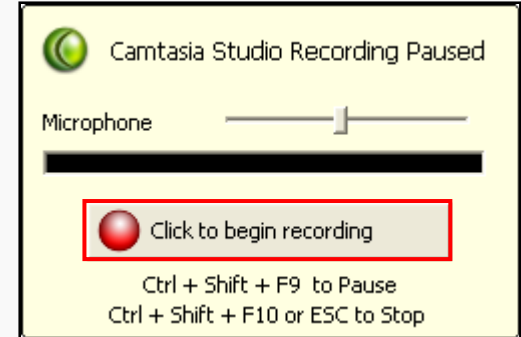 Camtasia Studio Recording Paused
Microphone
Click to begin recording
Ctrl + Shift + F9 to Pause
Ctrl + Shift + F10 or ESC to Stop